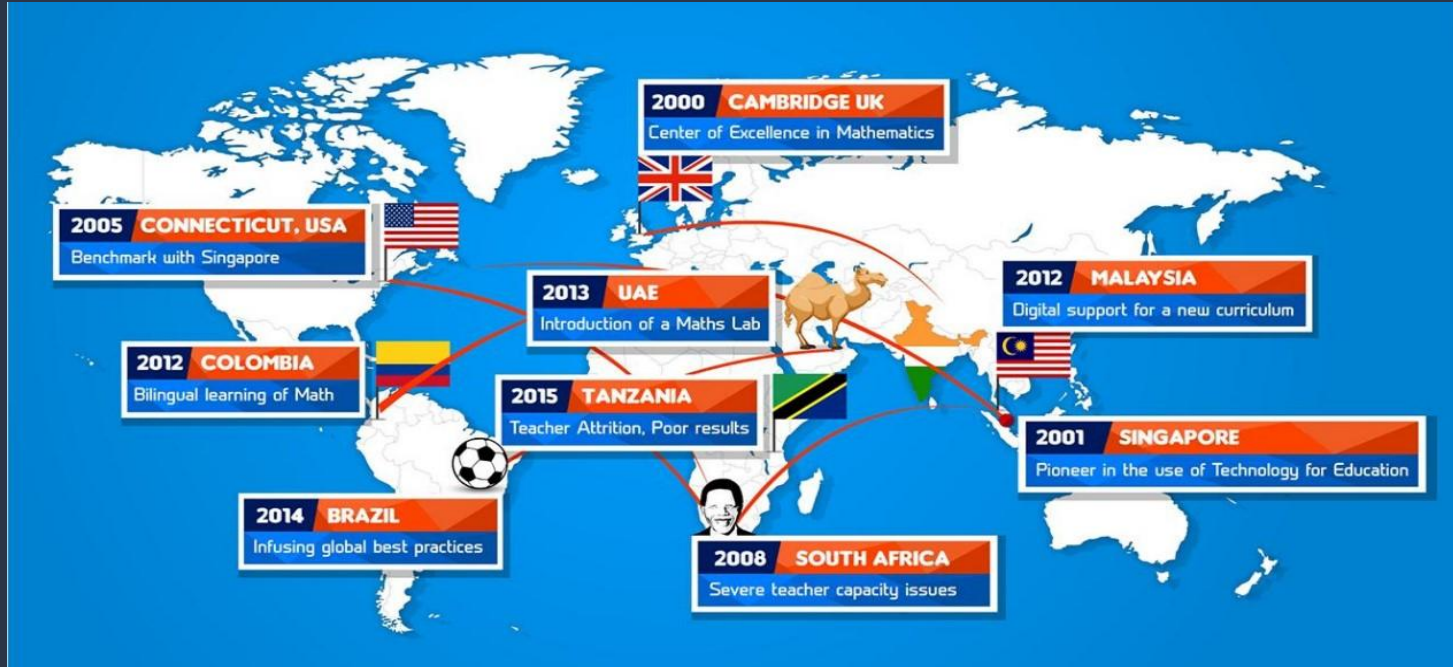 2000 CAMBRIDGE UK
Center of Excellence in Mathematics
2005 CONNECTICUT, USA
Benchmark with Singapore
2013 UAE
Introduction of a Maths Lab
2012 MALAYSIA
Digital support for a new curriculum
2012 COLOMBIA
Bilingual learning of Math
2015 TANZANIA
Teacher Attrition, Poor results
2001 SINGAPORE
Pioneer in the use of Technology for Education
2014 BRAZIL
Infusing global best practices
2008 SOUTH AFRICA
Severe teacher capacity issues